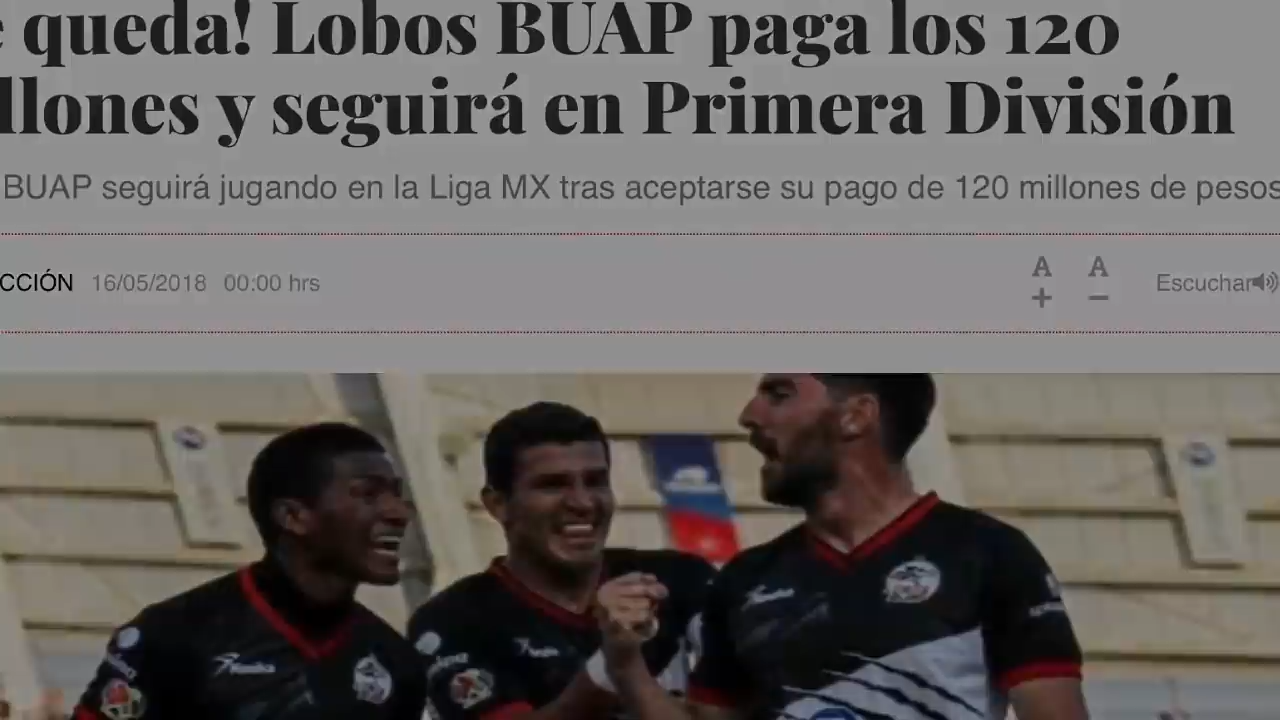 e queda! Lobos BUAP paga los 120
llones y seguirá en Primera División
BUAP seguirá jugando en la Liga MX tras aceptarse su pago de 120 millones de pesos
CCIÓN 16/05/2018 00:00 hrs
A A
+ −
Escuchar